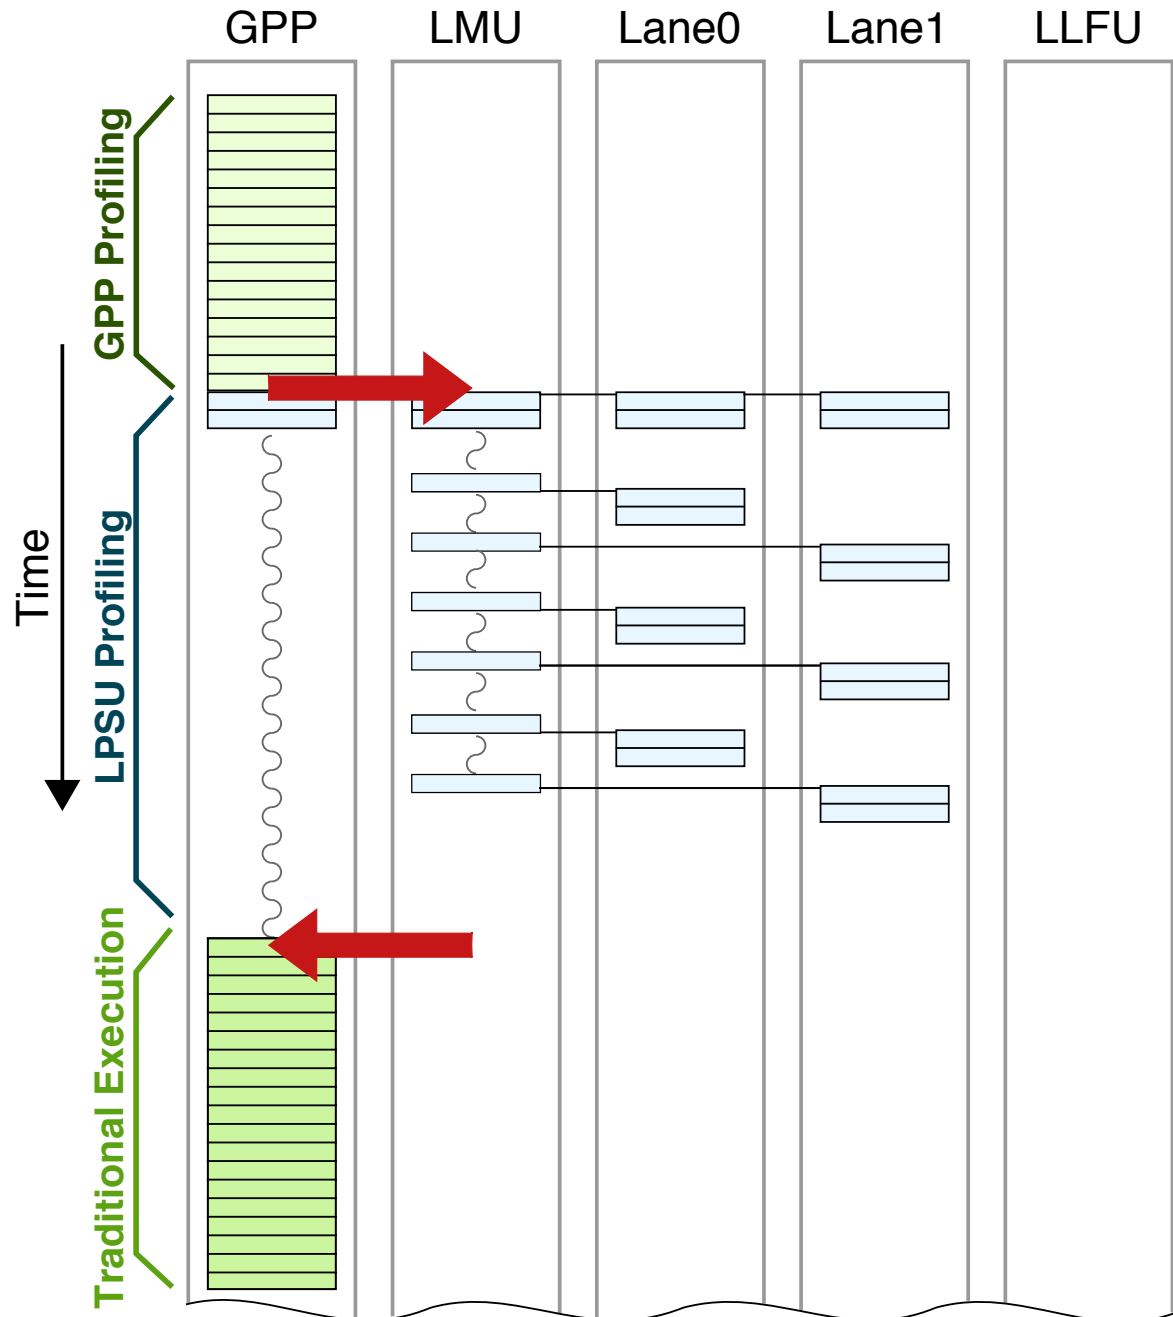 GPP
LMU
Lane0
Lane1
LLFU
GPP Profiling
Time
LPSU Profiling
Traditional Execution